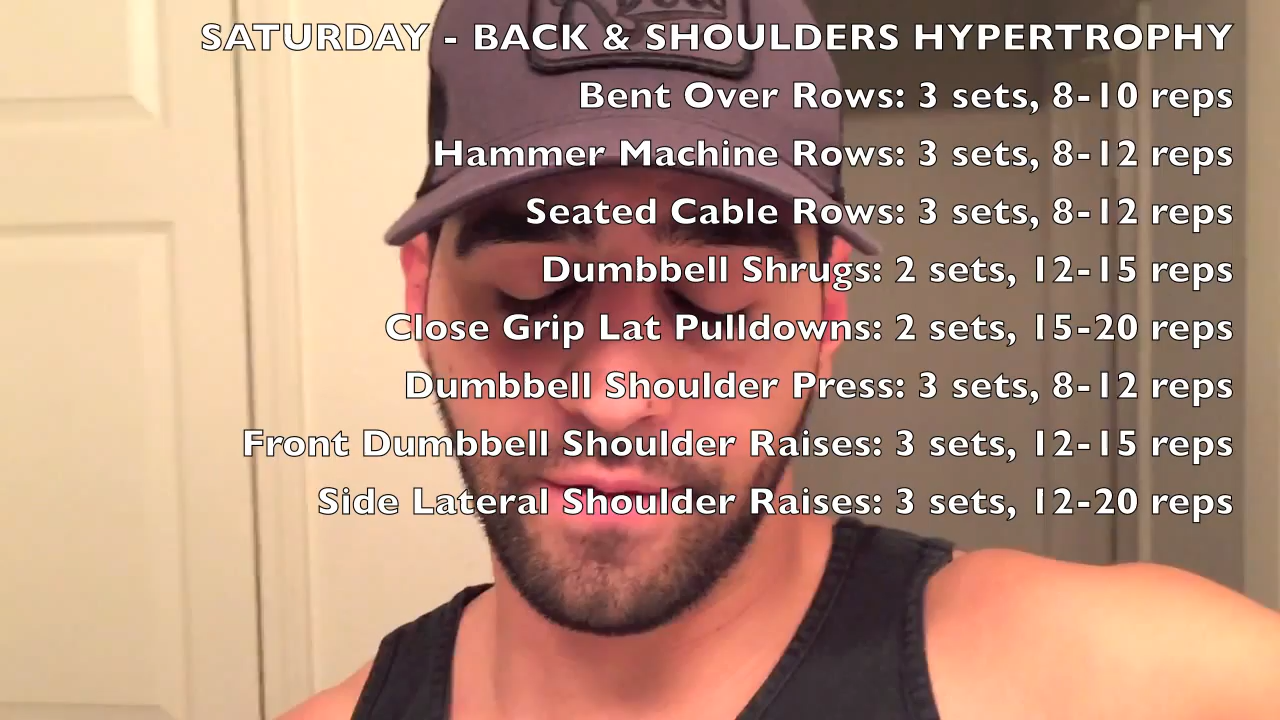 SATURDAY - BACK & SHOULDERS HYPERTROPHY
Bent Over Rows: 3 sets, 8-10 reps
Hammer Machine Rows: 3 sets, 8-12 reps
Seated Cable Rows: 3 sets, 8-12 reps
Dumbbell Shrugs: 2 sets, 12-15 reps
Close Grip Lat Pulldowns: 2 sets, 15-20 reps
Dumbbell Shoulder Press: 3 sets, 8-12 reps
Front Dumbbell Shoulder Raises: 3 sets, 12-15 reps
Side Lateral Shoulder Raises: 3 sets, 12-20 reps